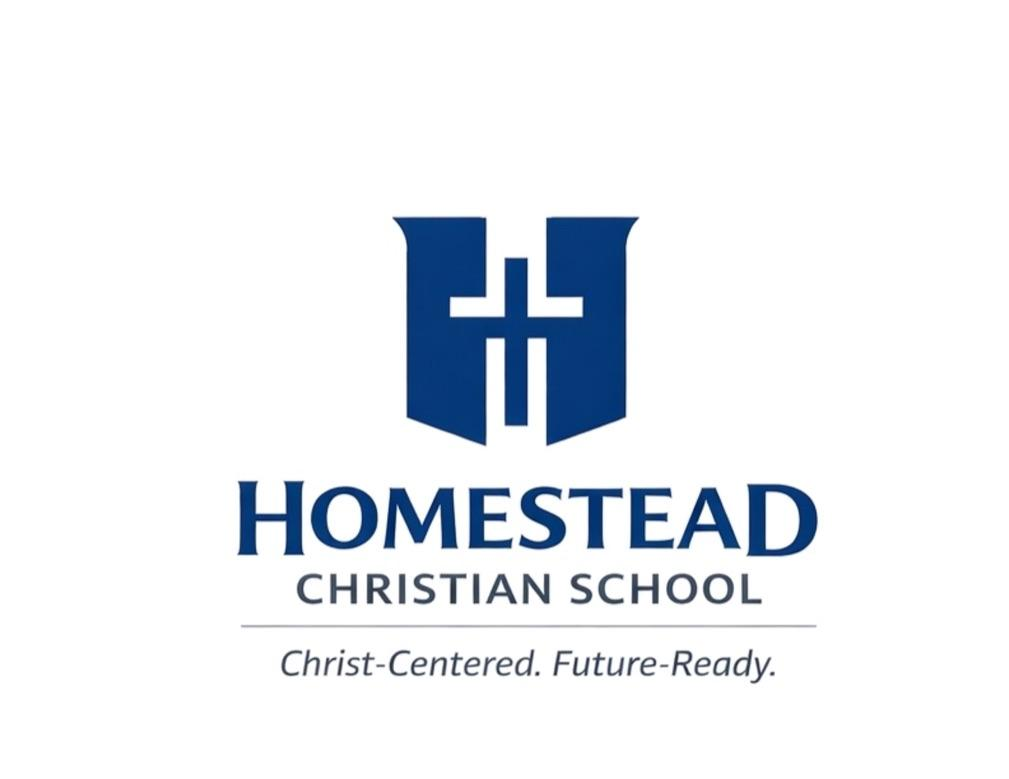 HOMESTEAD
CHRISTIAN SCHOOL
Christ-Centered. Future-Ready.